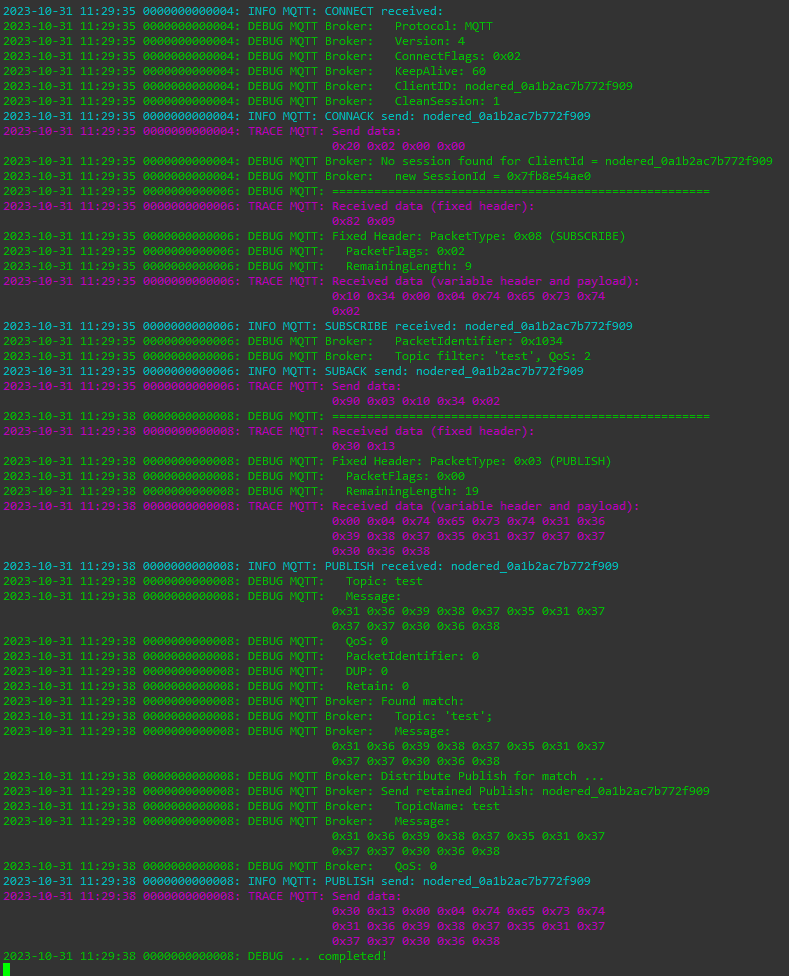 2023-10-31 11:29:35 0000000000004: INFO MQTT: CONNECT received:
2023-10-31 11:29:35 0000000000004: DEBUG MQTT Broker:   Protocol: MQTT
2023-10-31 11:29:35 0000000000004: DEBUG MQTT Broker:   Version: 4
2023-10-31 11:29:35 0000000000004: DEBUG MQTT Broker:   ConnectFlags: 0x02
2023-10-31 11:29:35 0000000000004: DEBUG MQTT Broker:   KeepAlive: 60
2023-10-31 11:29:35 0000000000004: DEBUG MQTT Broker:   ClientID: nodered_0a1b2ac7b772f909
2023-10-31 11:29:35 0000000000004: DEBUG MQTT Broker:   CleanSession: 1
2023-10-31 11:29:35 0000000000004: INFO MQTT: CONNACK send: nodered_0a1b2ac7b772f909
2023-10-31 11:29:35 0000000000004: TRACE MQTT: Send data:
0x20 0x02 0x00 0x00
2023-10-31 11:29:35 0000000000004: DEBUG MQTT Broker: No session found for ClientId = nodered_0a1b2ac7b772f909
2023-10-31 11:29:35 0000000000004: DEBUG MQTT Broker:   new SessionId = 0x7fb8e54ae0
2023-10-31 11:29:35 0000000000006: DEBUG MQTT: ======================================================
2023-10-31 11:29:35 0000000000006: TRACE MQTT: Received data (fixed header):
0x82 0x09
2023-10-31 11:29:35 0000000000006: DEBUG MQTT: Fixed Header: PacketType: 0x08 (SUBSCRIBE)
2023-10-31 11:29:35 0000000000006: DEBUG MQTT:   PacketFlags: 0x02
2023-10-31 11:29:35 0000000000006: DEBUG MQTT:   RemainingLength: 9
2023-10-31 11:29:35 0000000000006: TRACE MQTT: Received data (variable header and payload):
0x10 0x34 0x00 0x04 0x74 0x65 0x73 0x74
0x02
2023-10-31 11:29:35 0000000000006: INFO MQTT: SUBSCRIBE received: nodered_0a1b2ac7b772f909
2023-10-31 11:29:35 0000000000006: DEBUG MQTT Broker:   PacketIdentifier: 0x1034
2023-10-31 11:29:35 0000000000006: DEBUG MQTT Broker:   Topic filter: 'test', QoS: 2
2023-10-31 11:29:35 0000000000006: INFO MQTT: SUBACK send: nodered_0a1b2ac7b772f909
2023-10-31 11:29:35 0000000000006: TRACE MQTT: Send data:
0x90 0x03 0x10 0x34 0x02
2023-10-31 11:29:38 0000000000008: DEBUG MQTT: ======================================================
2023-10-31 11:29:38 0000000000008: TRACE MQTT: Received data (fixed header):
0x30 0x13
2023-10-31 11:29:38 0000000000008: DEBUG MQTT: Fixed Header: PacketType: 0x03 (PUBLISH)
2023-10-31 11:29:38 0000000000008: DEBUG MQTT:   PacketFlags: 0x00
2023-10-31 11:29:38 0000000000008: DEBUG MQTT:   RemainingLength: 19
2023-10-31 11:29:38 0000000000008: TRACE MQTT: Received data (variable header and payload):
0x00 0x04 0x74 0x65 0x73 0x74 0x31 0x36
0x39 0x38 0x37 0x35 0x31 0x37 0x37 0x37
0x30 0x36 0x38
2023-10-31 11:29:38 0000000000008: INFO MQTT: PUBLISH received: nodered_0a1b2ac7b772f909
2023-10-31 11:29:38 0000000000008: DEBUG MQTT:   Topic: test
2023-10-31 11:29:38 0000000000008: DEBUG MQTT:   Message:
0x31 0x36 0x39 0x38 0x37 0x35 0x31 0x37
0x37 0x37 0x30 0x36 0x38
2023-10-31 11:29:38 0000000000008: DEBUG MQTT:   QoS: 0
2023-10-31 11:29:38 0000000000008: DEBUG MQTT:   PacketIdentifier: 0
2023-10-31 11:29:38 0000000000008: DEBUG MQTT:   DUP: 0
2023-10-31 11:29:38 0000000000008: DEBUG MQTT:   Retain: 0
2023-10-31 11:29:38 0000000000008: DEBUG MQTT Broker: Found match:
2023-10-31 11:29:38 0000000000008: DEBUG MQTT Broker:   Topic: 'test';
2023-10-31 11:29:38 0000000000008: DEBUG MQTT Broker:   Message:
0x31 0x36 0x39 0x38 0x37 0x35 0x31 0x37
0x37 0x37 0x30 0x36 0x38
2023-10-31 11:29:38 0000000000008: DEBUG MQTT Broker: Distribute Publish for match ...
2023-10-31 11:29:38 0000000000008: DEBUG MQTT Broker: Send retained Publish: nodered_0a1b2ac7b772f909
2023-10-31 11:29:38 0000000000008: DEBUG MQTT Broker:   TopicName: test
2023-10-31 11:29:38 0000000000008: DEBUG MQTT Broker:   Message:
0x31 0x36 0x39 0x38 0x37 0x35 0x31 0x37
0x37 0x37 0x30 0x36 0x38
2023-10-31 11:29:38 0000000000008: DEBUG MQTT Broker:   QoS: 0
2023-10-31 11:29:38 0000000000008: INFO MQTT: PUBLISH send: nodered_0a1b2ac7b772f909
2023-10-31 11:29:38 0000000000008: TRACE MQTT: Send data:
0x30 0x13 0x00 0x04 0x74 0x65 0x73 0x74
0x31 0x36 0x39 0x38 0x37 0x35 0x31 0x37
0x37 0x37 0x30 0x36 0x38
2023-10-31 11:29:38 0000000000008: DEBUG ... completed!